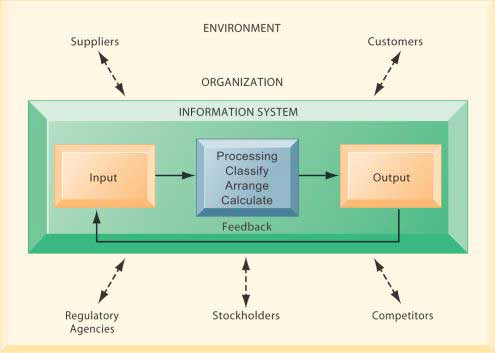 ENVIRONMENT
Suppliers
Customers
ORGANIZATION
INFORMATION SYSTEM
Input
Processing
Classify
Arrange
Calculate
Output
Feedback
Regulatory
Agencies
Stockholders
Competitors